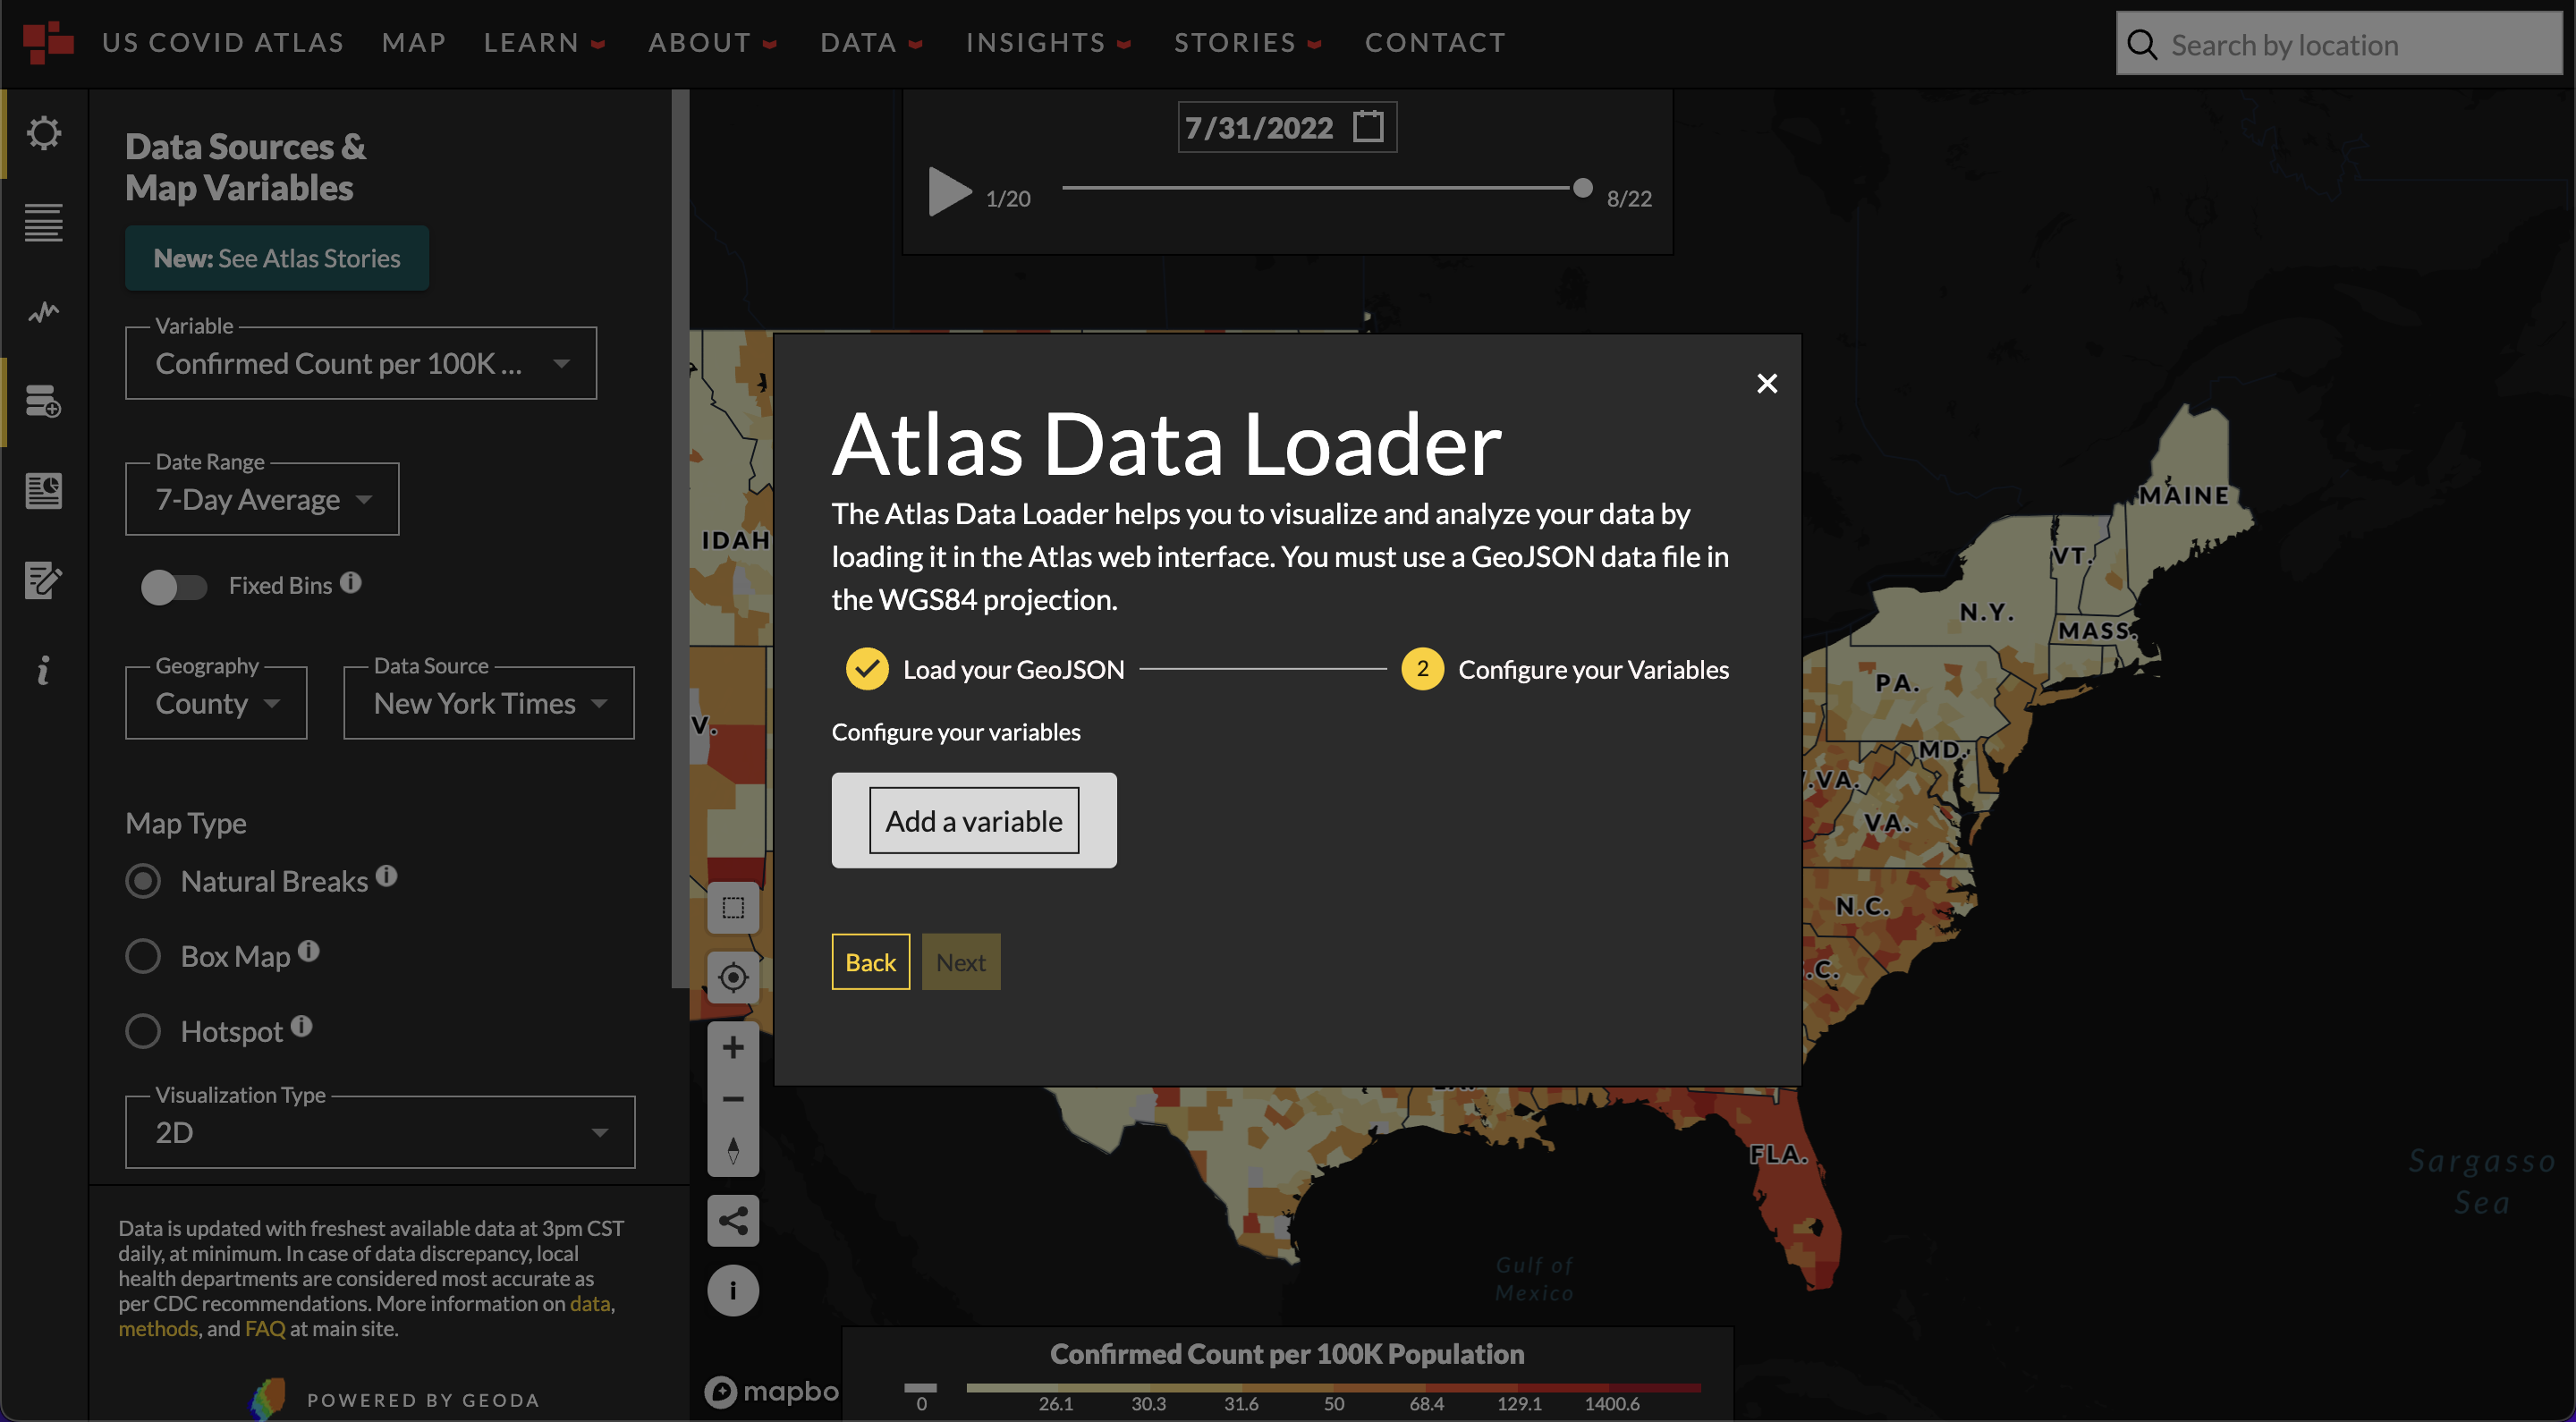 US COVID ATLAS MAP LEARN ABOUT DATA INSIGHTS STORIES CONTACT
Search by location
Data Sources &
Map Variables
New: See Atlas Stories
Variable
Confirmed Count per 100K ...
Date Range
7-Day Average
Fixed Bins
Geography
County
Data Source
New York Times
Map Type
Natural Breaks
Box Map
Hotspot
Visualization Type
2D
Data is updated with freshest available data at 3pm CST
daily, at minimum. In case of data discrepancy, local
health departments are considered most accurate as
per CDC recommendations. More information on data,
methods, and FAQ at main site.
POWERED BY GEODA
7/31/2022
1/20
8/22
Atlas Data Loader
The Atlas Data Loader helps you to visualize and analyze your data by
loading it in the Atlas web interface. You must use a GeoJSON data file in
the WGS84 projection.
Load your GeoJSON
2 Configure your Variables
Configure your variables
Add a variable
Back Next
IDAH
V.
MAINE
VT.
N.Y.
MASS.
PA.
MD.
.VA.
VA.
N.C.
.C.
FLA.
Sargasso
Sea
Gulf of
Mexico
mapbo
Confirmed Count per 100K Population
0 26.1 30.3 31.6 50 68.4 129.1 1400.6